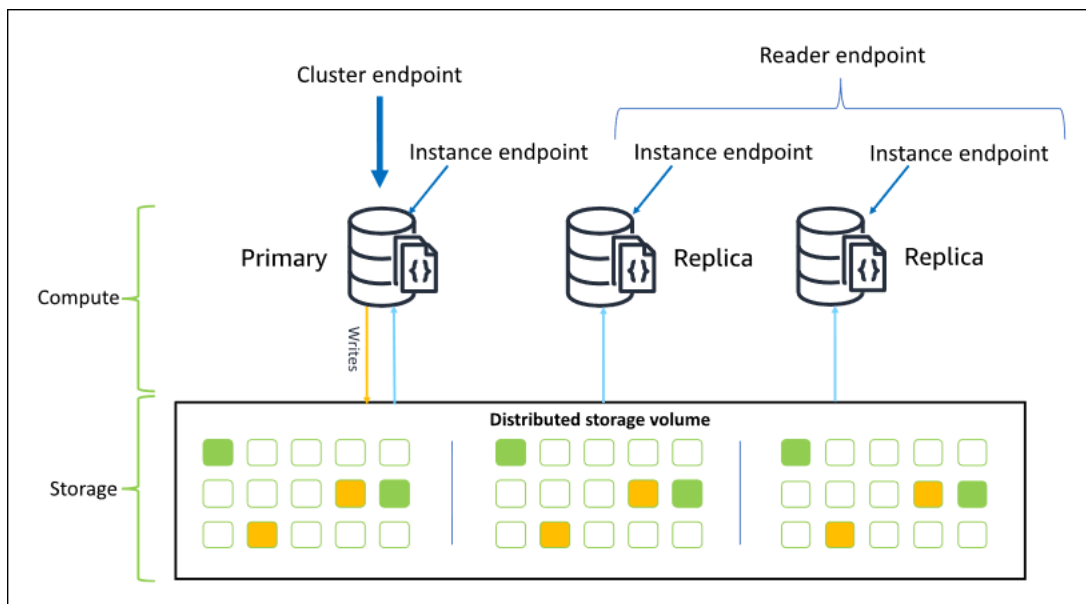 Reader endpoint
Cluster endpoint
Instance endpoint
Instance endpoint
Instance endpoint
Primary
{}
{}
Replica
{}
Replica
Compute
Writes
Distributed storage volume
Storage